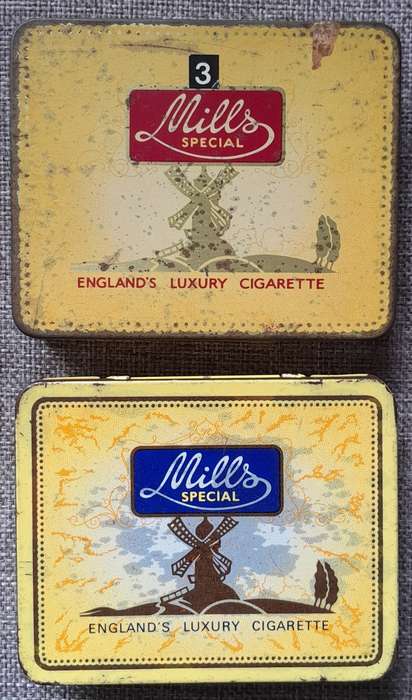 3
Mills
SPECIAL
ENGLAND'S LUXURY CIGARETTE
Mills
SPECIAL
ENGLAND'S LUXURY CIGARETTE